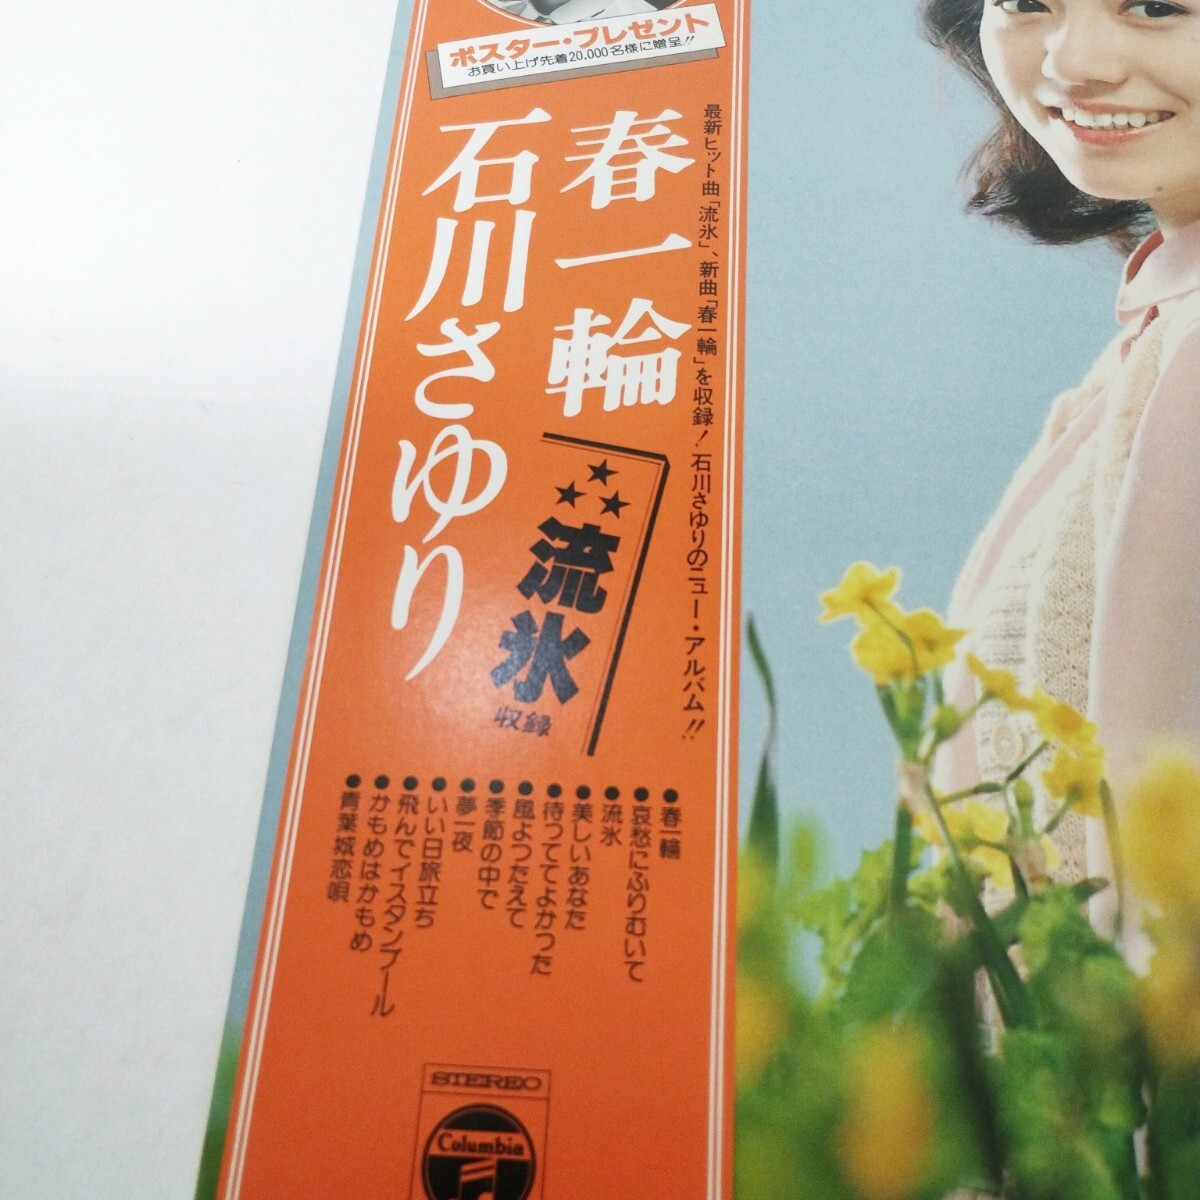 ポスター・プレゼント
お買い上げ先着20,000名様に贈呈!!
最新ヒット曲「流氷」、新曲「春一輪」を収録！石川さゆりのニュー・アルバム!!
春一輪
石川さゆり
流氷
収録
●春一輪
●哀愁にふりむいて
●流氷
●美しいあなた
●待っててよかった
●風よつたえて
●季節の中で
●夢一夜
●いい日旅立ち
●飛んでイスタンブール
●かもめはかもめ
●青葉城恋唄
STEREO
Columbia